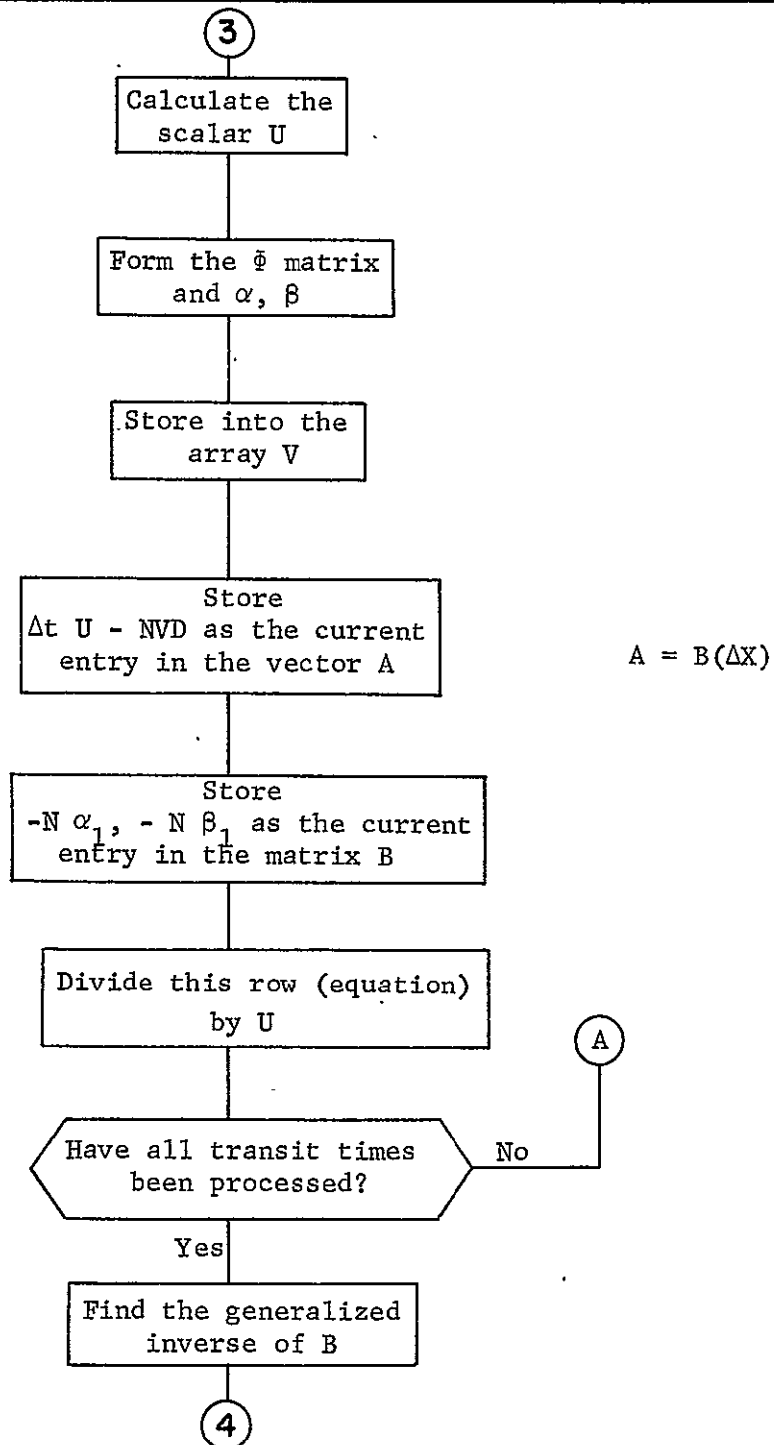 3
Calculate the
scalar U
Form the Φ matrix
and α, β
Store into the
array V
Store
Δt U - NVD as the current
entry in the vector A
A = B(ΔX)
Store
-N α₁, - N β₁ as the current
entry in the matrix B
Divide this row (equation)
by U
A
Have all transit times
been processed?
No
Yes
Find the generalized
inverse of B
4